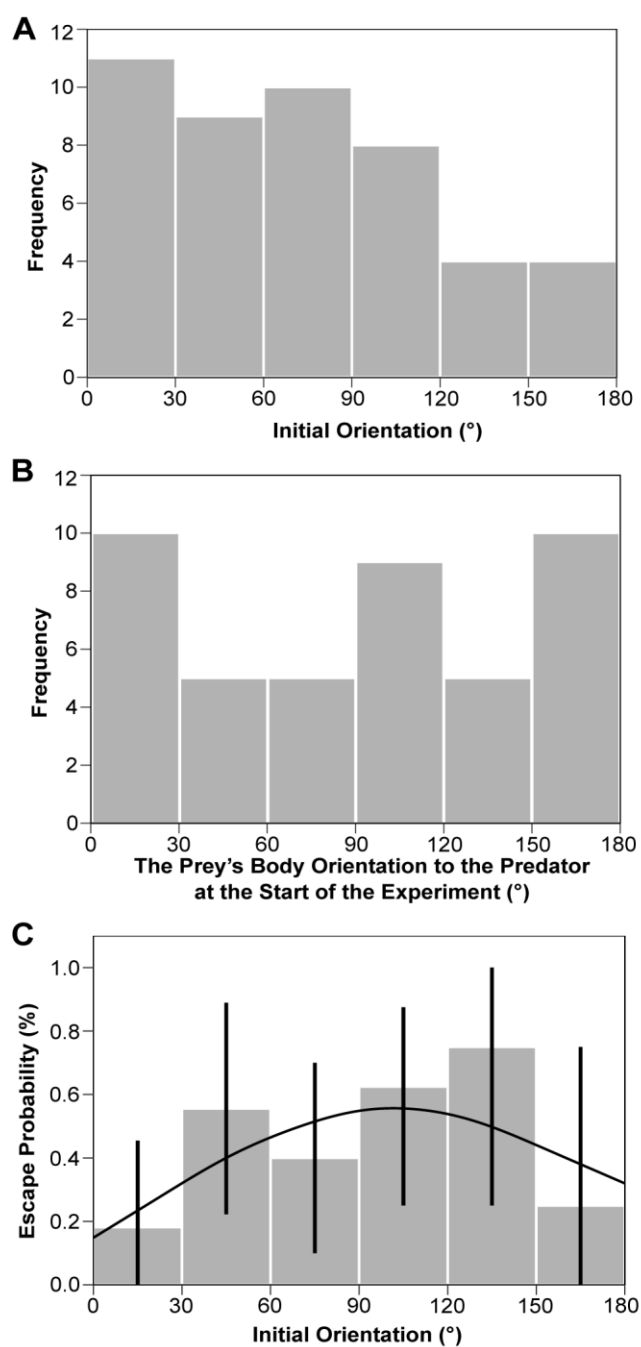 A
12
10
8
6
4
2
0
Frequency
0 30 60 90 120 150 180
Initial Orientation (°)
B
12
10
8
6
4
2
0
Frequency
0 30 60 90 120 150 180
The Prey's Body Orientation to the Predator
at the Start of the Experiment (°)
C
1.0
0.8
0.6
0.4
0.2
0.0
Escape Probability (%)
0 30 60 90 120 150 180
Initial Orientation (°)